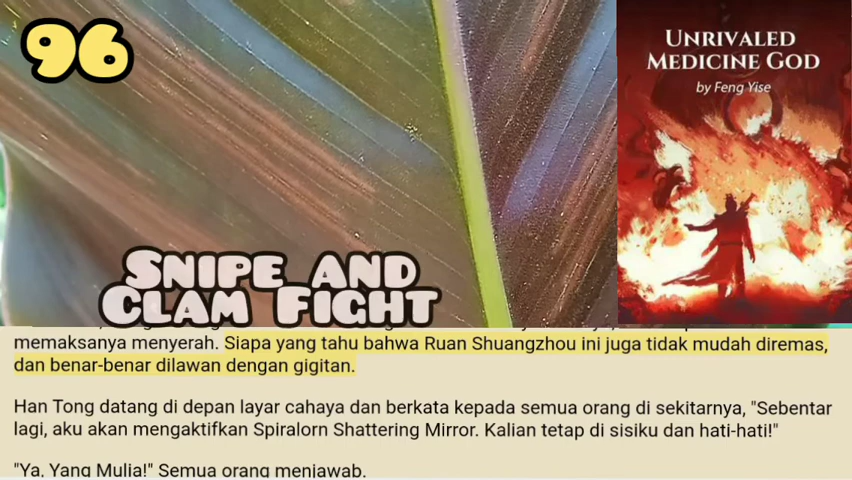 96
UNRIVALED
MEDICINE GOD
by Feng Yise
SNIPE AND
CLAM FIGHT
memaksanya menyerah. Siapa yang tahu bahwa Ruan Shuangzhou ini juga tidak mudah diremas,
dan benar-benar dilawan dengan gigitan.
Han Tong datang di depan layar cahaya dan berkata kepada semua orang di sekitarnya, "Sebentar
lagi, aku akan mengaktifkan Spiralorn Shattering Mirror. Kalian tetap di sisiku dan hati-hati!"
"Ya, Yang Mulia!" Semua orang menjawab.